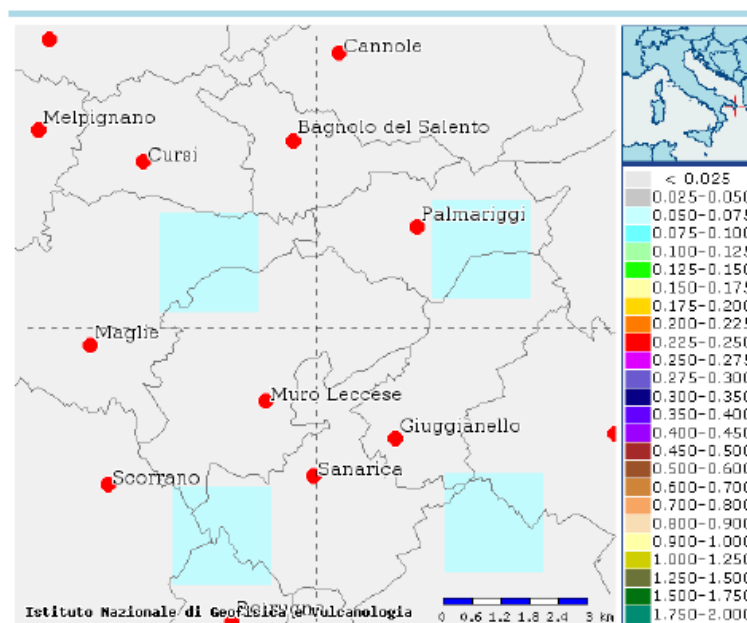 Cannole
Melpignano
Bagnolo del Salento
Cursi
Palmariggi
Maglie
Muro Leccese
Giuggianello
Sanarica
Scorrano
Istituto Nazionale di Geofisica e Vulcanologia
0 0.6 1.2 1.8 2.4 3 km
< 0.025
0.025-0.050
0.050-0.075
0.075-0.100
0.100-0.125
0.125-0.150
0.150-0.175
0.175-0.200
0.200-0.225
0.225-0.250
0.250-0.275
0.275-0.300
0.300-0.350
0.350-0.400
0.400-0.450
0.450-0.500
0.500-0.600
0.600-0.700
0.700-0.800
0.800-0.900
0.900-1.000
1.000-1.250
1.250-1.500
1.500-1.750
1.750-2.000